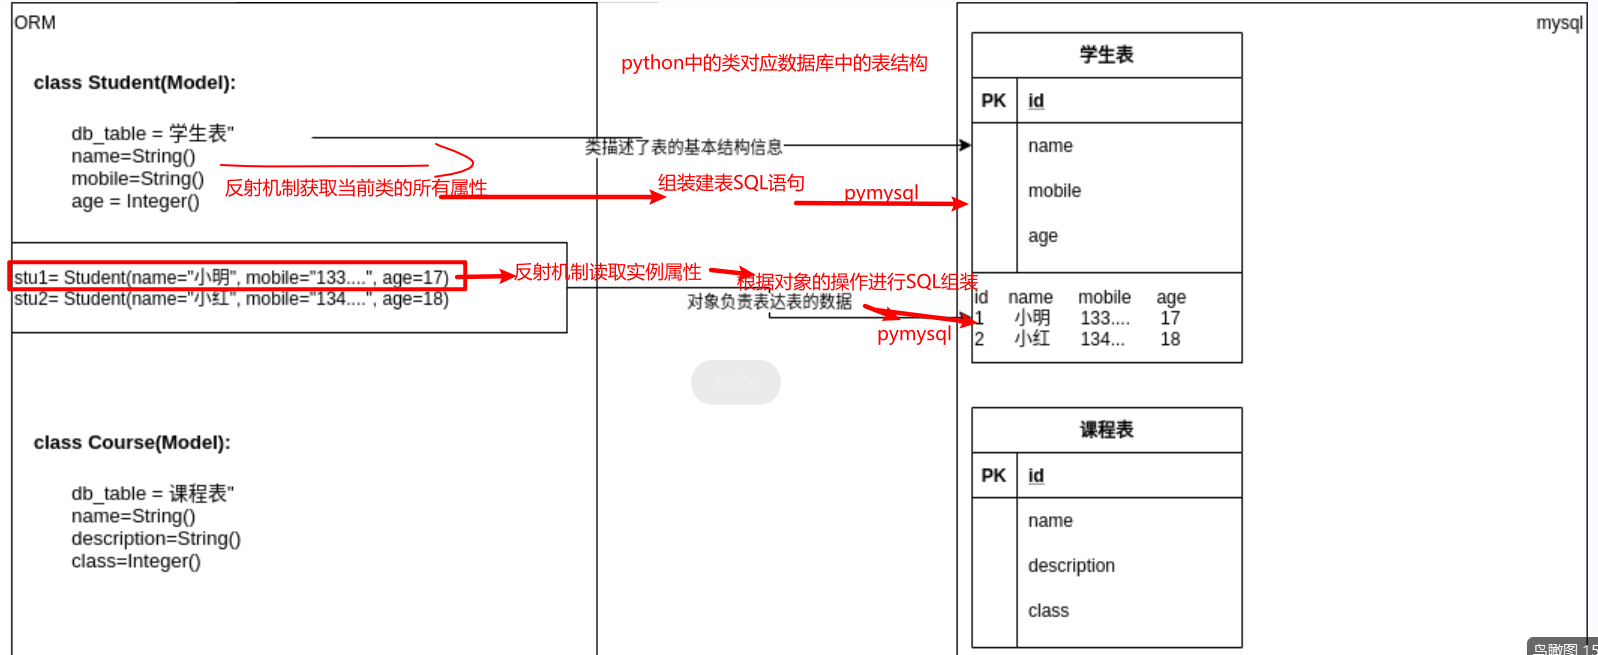 ORM
mysql
class Student(Model):
db_table = 学生表"
name=String()
mobile=String()
age = Integer()
python中的类对应数据库中的表结构
类描述了表的基本结构信息
反射机制获取当前类的所有属性
组装建表SQL语句
pymysql
学生表
PK id
name
mobile
age
stu1= Student(name="小明", mobile="133....", age=17)
stu2= Student(name="小红", mobile="134....", age=18)
反射机制读取实例属性
根据对象的操作进行SQL组装
对象负责表达表的数据
pymysql
id name mobile age
1 小明 133.... 17
2 小红 134... 18
class Course(Model):
db_table = 课程表"
name=String()
description=String()
class=Integer()
课程表
PK id
name
description
class
鸟瞰图 15